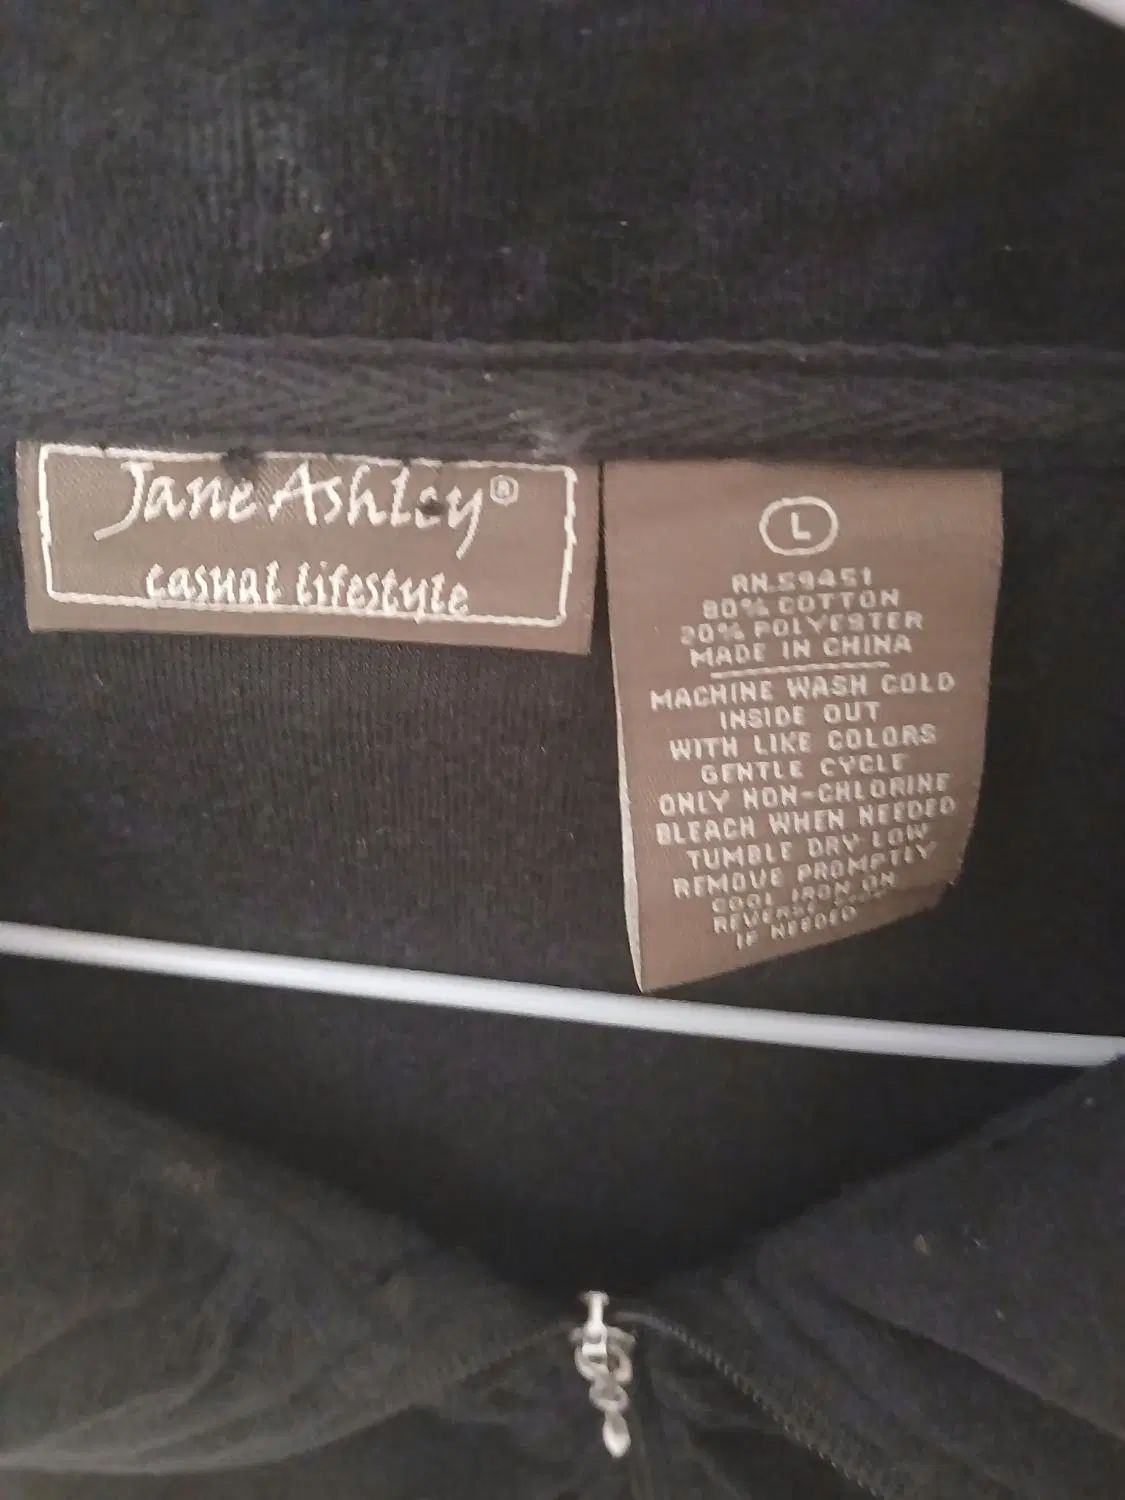 Jane Ashley®
casual lifestyle
L
RN.59451
80% COTTON
20% POLYESTER
MADE IN CHINA
MACHINE WASH COLD
INSIDE OUT
WITH LIKE COLORS
GENTLE CYCLE
ONLY NON-CHLORINE
BLEACH WHEN NEEDED
TUMBLE DRY LOW
REMOVE PROMPTLY
COOL IRON ON
REVERSE
IF NEEDED